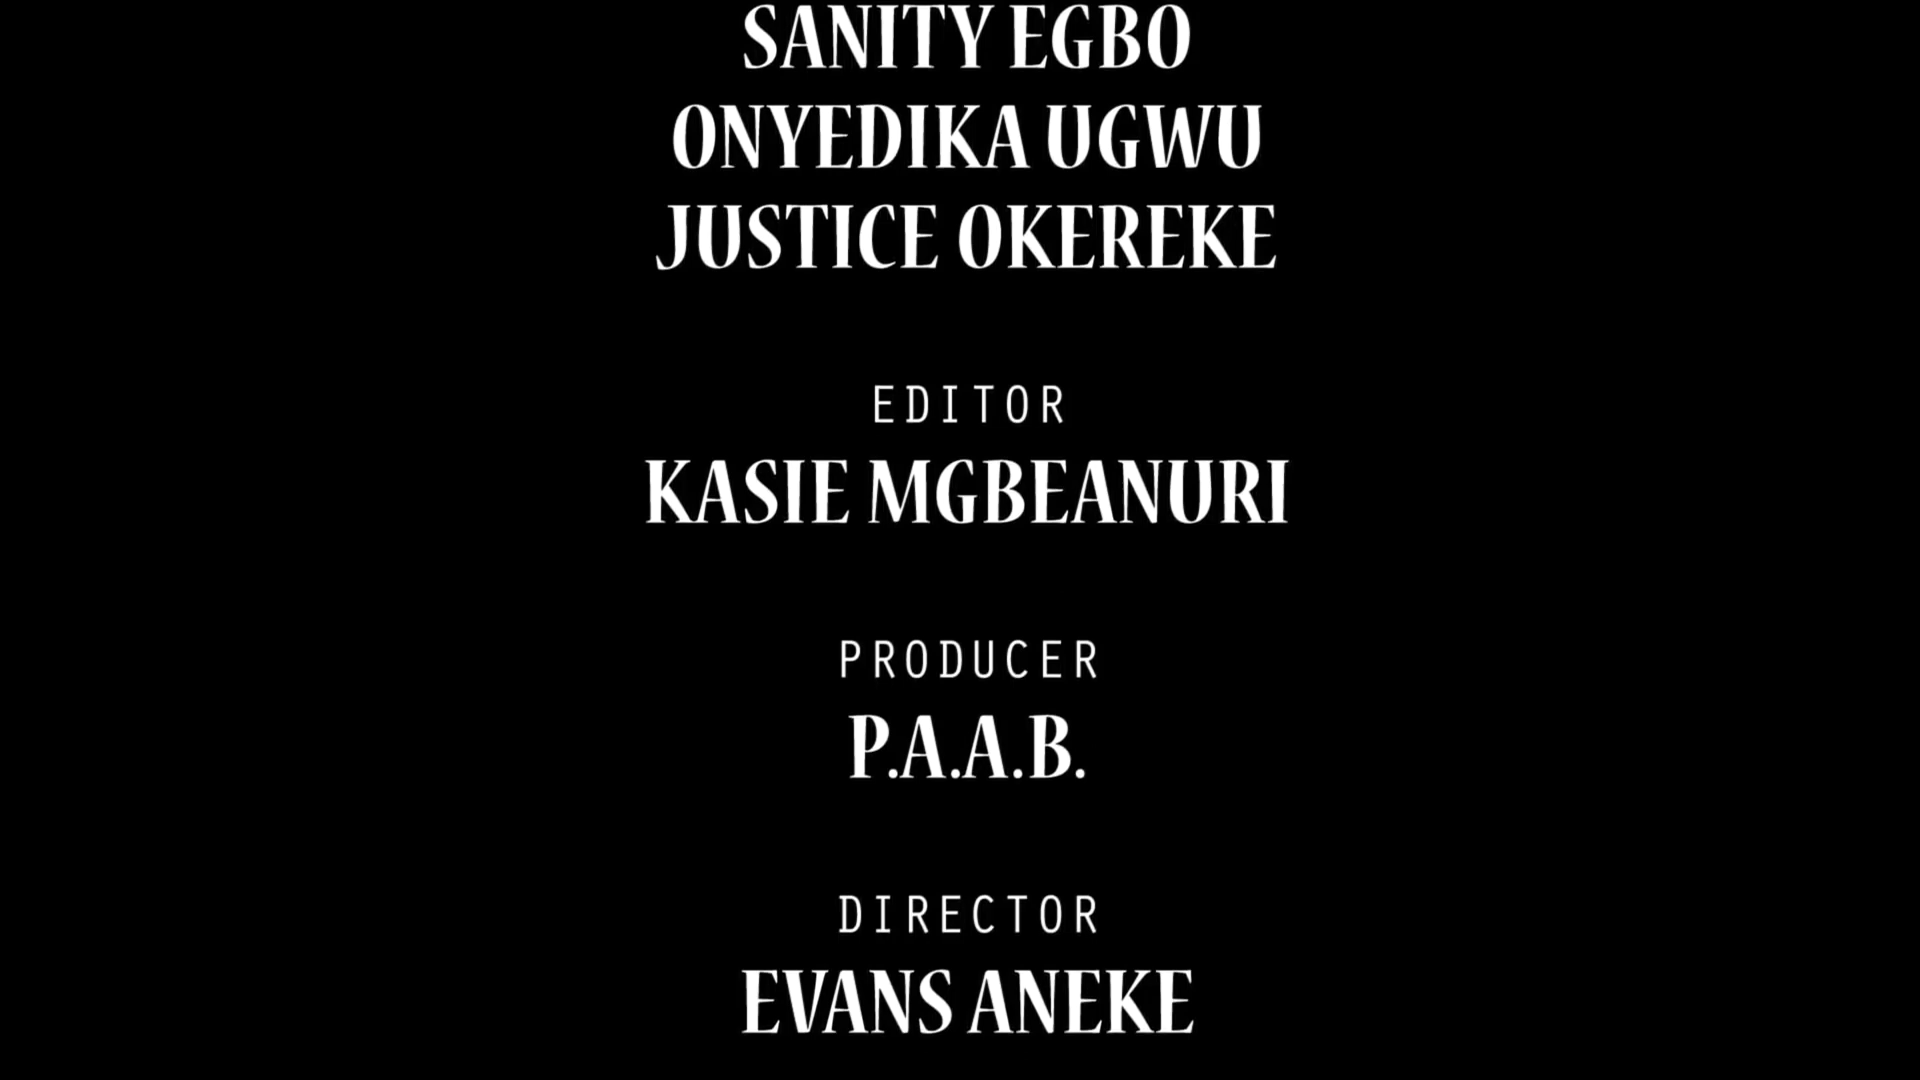 SANITY EGBO
ONYEDIKA UGWU
JUSTICE OKEREKE
EDITOR
KASIE MGBEANURI
PRODUCER
P.A.A.B.
DIRECTOR
EVANS ANEKE